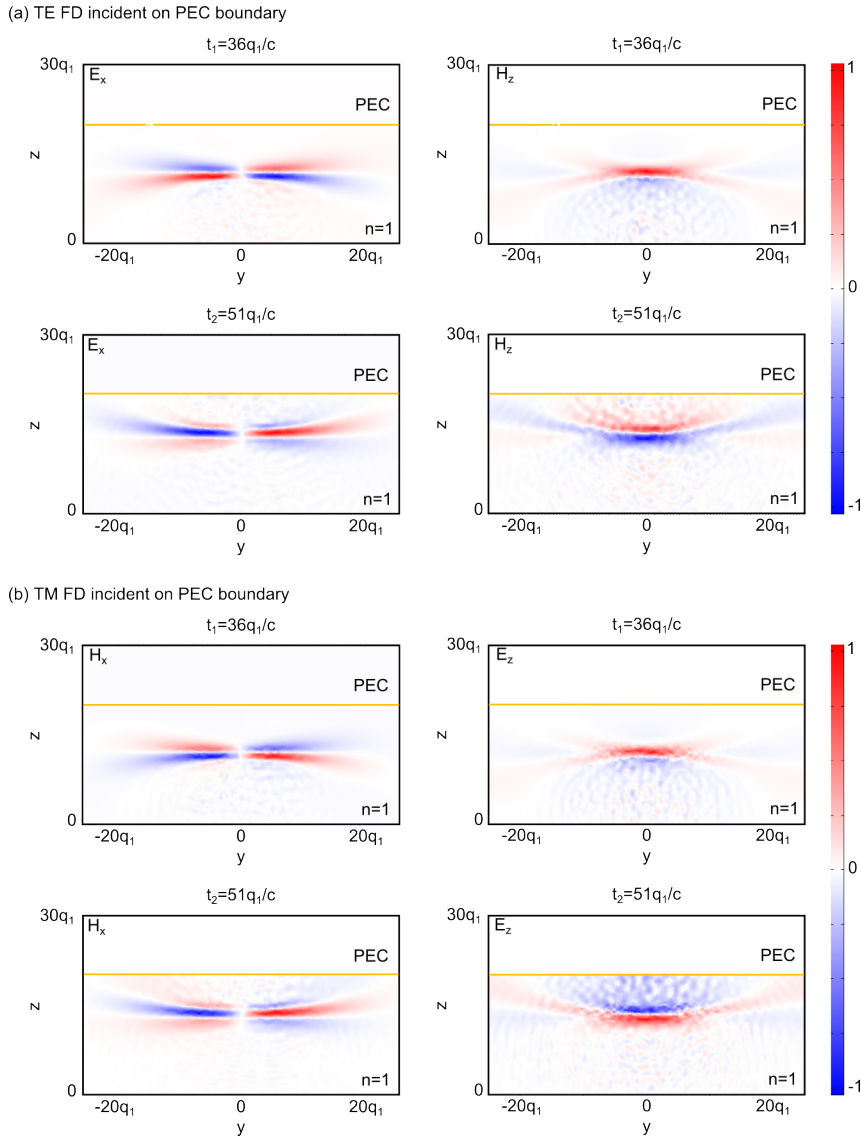 (a) TE FD incident on PEC boundary
t₁=36q₁/c
t₁=36q₁/c
30q₁
Eₓ
PEC
z
n=1
0
-20q₁
0
20q₁
y
30q₁
H_z
PEC
z
n=1
0
-20q₁
0
20q₁
y
t₂=51q₁/c
t₂=51q₁/c
30q₁
Eₓ
PEC
z
n=1
0
-20q₁
0
20q₁
y
30q₁
H_z
PEC
z
n=1
0
-20q₁
0
20q₁
y
1
0
-1
(b) TM FD incident on PEC boundary
t₁=36q₁/c
t₁=36q₁/c
30q₁
Hₓ
PEC
z
n=1
0
-20q₁
0
20q₁
y
30q₁
E_z
PEC
z
n=1
0
-20q₁
0
20q₁
y
t₂=51q₁/c
t₂=51q₁/c
30q₁
Hₓ
PEC
z
n=1
0
-20q₁
0
20q₁
y
30q₁
E_z
PEC
z
n=1
0
-20q₁
0
20q₁
y
1
0
-1